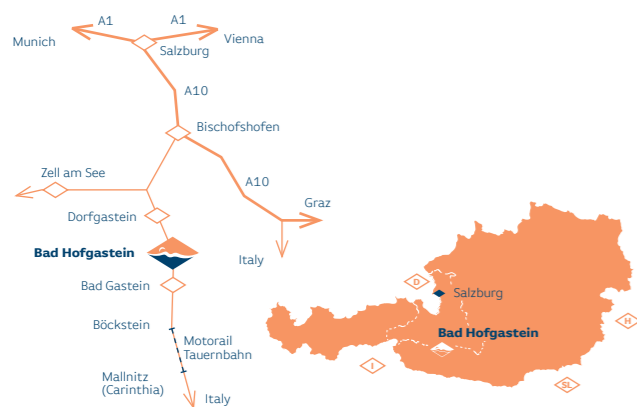 A1
A1
Munich
Vienna
Salzburg
A10
Bischofshofen
Zell am See
A10
Graz
Dorfgastein
Bad Hofgastein
Italy
Bad Gastein
Böckstein
Motorail
Tauernbahn
Mallnitz
(Carinthia)
Italy
D
Salzburg
H
Bad Hofgastein
I
SL